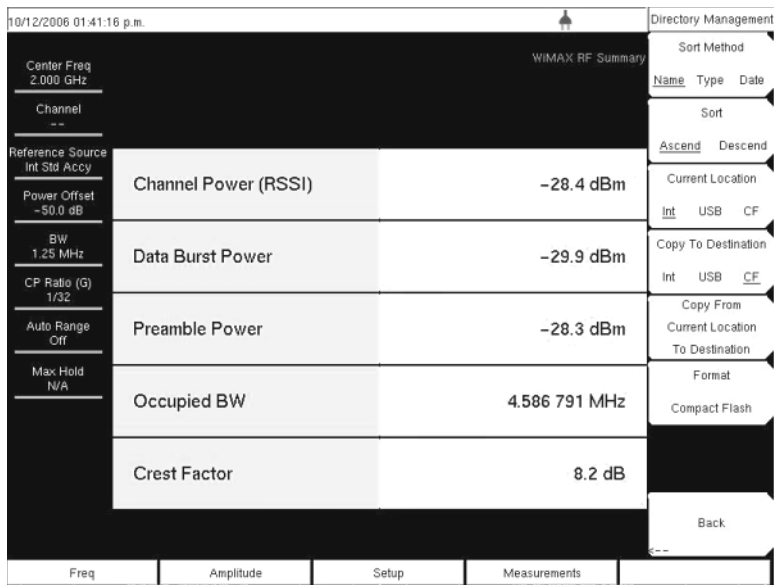 10/12/2006 01:41:16 p.m.
Directory Management
WiMAX RF Summary
Center Freq
2.000 GHz
Channel
--
Reference Source
Int Std Accy
Power Offset
-50.0 dB
BW
1.25 MHz
CP Ratio (G)
1/32
Auto Range
Off
Max Hold
N/A
Channel Power (RSSI) -28.4 dBm
Data Burst Power -29.9 dBm
Preamble Power -28.3 dBm
Occupied BW 4.586 791 MHz
Crest Factor 8.2 dB
Sort Method
Name Type Date
Sort
Ascend Descend
Current Location
Int USB CF
Copy To Destination
Int USB CF
Copy From
Current Location
To Destination
Format
Compact Flash
Back
<--
Freq Amplitude Setup Measurements